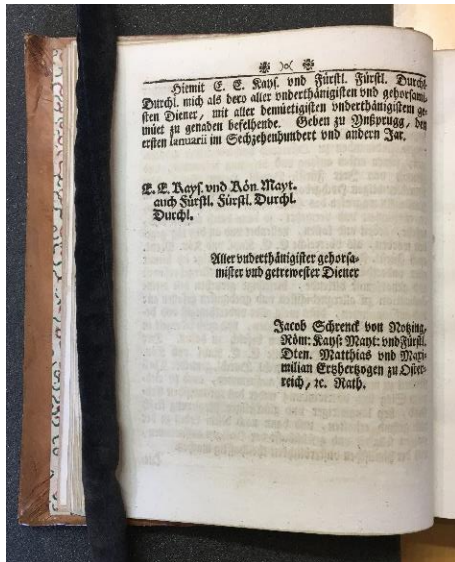 Hiemit E. E. Kayſ. vnd Fürſtl. Fürſtl. Durchl.
Durchl. mich als dero aller vnderthänigiſten vnd gehorſami-
ſten Diener, mit aller demüetigiſten vnderthänigiſtem ge-
müet zu genaden befelhende. Geben zu Ynßprugg, den
erſten Ianuarii im Sechzehenhundert vnd andern Jar.
E. E. Kayſ. vnd Kön. Mayt.
auch Fürſtl. Fürſtl. Durchl.
Durchl.
Aller vnderthänigiſter gehorſa-
miſter vnd getreweſter Diener
Jacob Schrenck von Notzing,
Röm: Kayſ: Mayt: vnd Fürſtl.
Dten. Matthias vnd Maxi-
milian Ertzhertzogen zu Oſter-
reich, ꝛc. Rath.